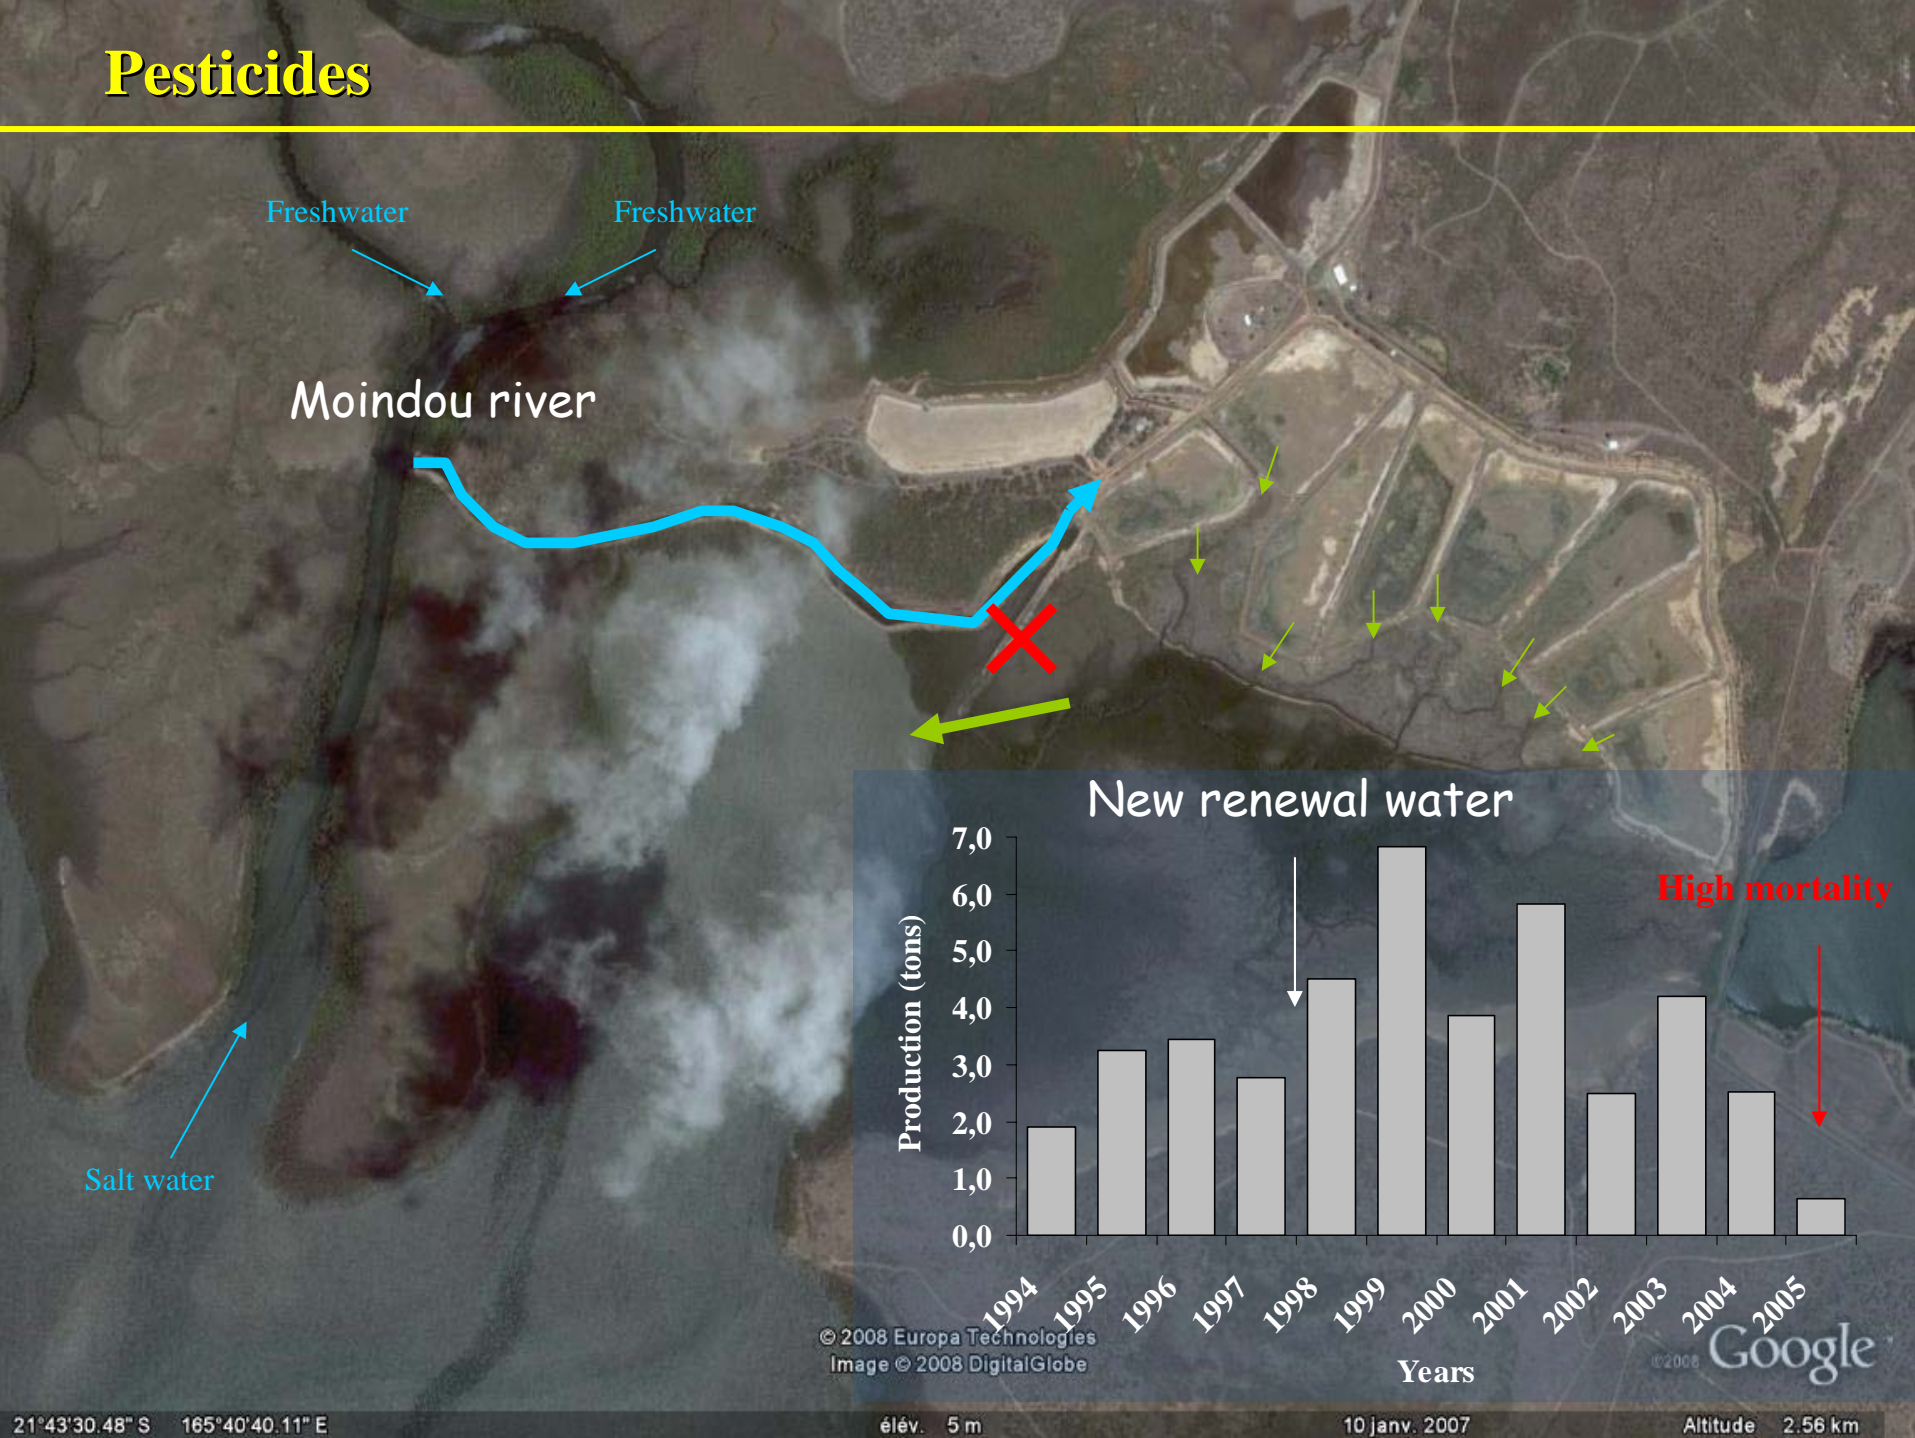 Pesticides
Freshwater
Freshwater
Moindou river
Salt water
New renewal water
High mortality
Production (tons)
7,0
6,0
5,0
4,0
3,0
2,0
1,0
0,0
1994
1995
1996
1997
1998
1999
2000
2001
2002
2003
2004
2005
Years
© 2008 Europa Technologies
Image © 2008 DigitalGlobe
©2008 Google
21°43'30.48" S 165°40'40.11" E élév. 5 m 10 janv. 2007 Altitude 2.56 km